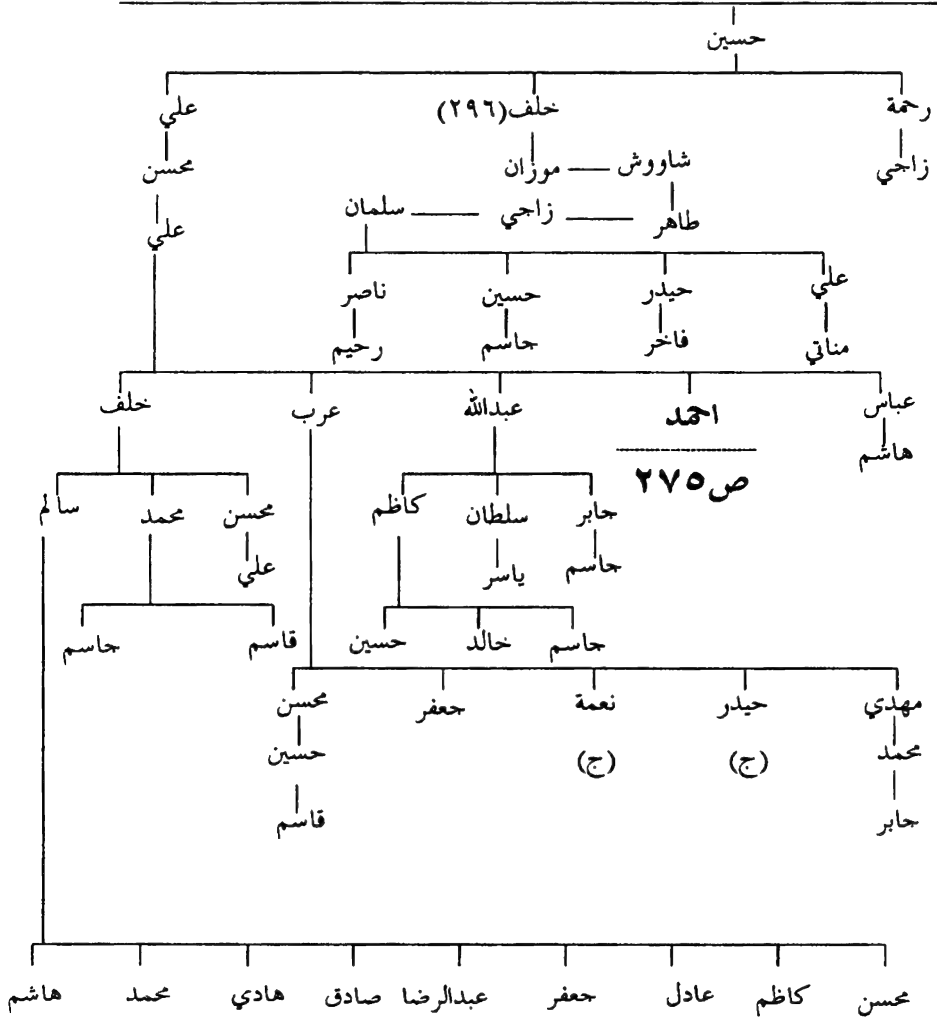 حسين
رحمة خلف (٢٩٦) علي
زاجي موزان شاووش محسن
طاهر زاجي سلمان علي
علي حيدر حسين ناصر
مناتي فاخر جاسم رحيم
عباس احمد عبدالله عرب خلف
هاشم ص٢٧٥
جابر سلطان كاظم محسن محمد سالم
جاسم ياسر علي
جاسم خالد حسين قاسم جاسم
مهدي حيدر نعمة جعفر محسن
محمد (ج) (ج) حسين
جابر قاسم
محسن كاظم عادل جعفر عبدالرضا صادق هادي محمد هاشم